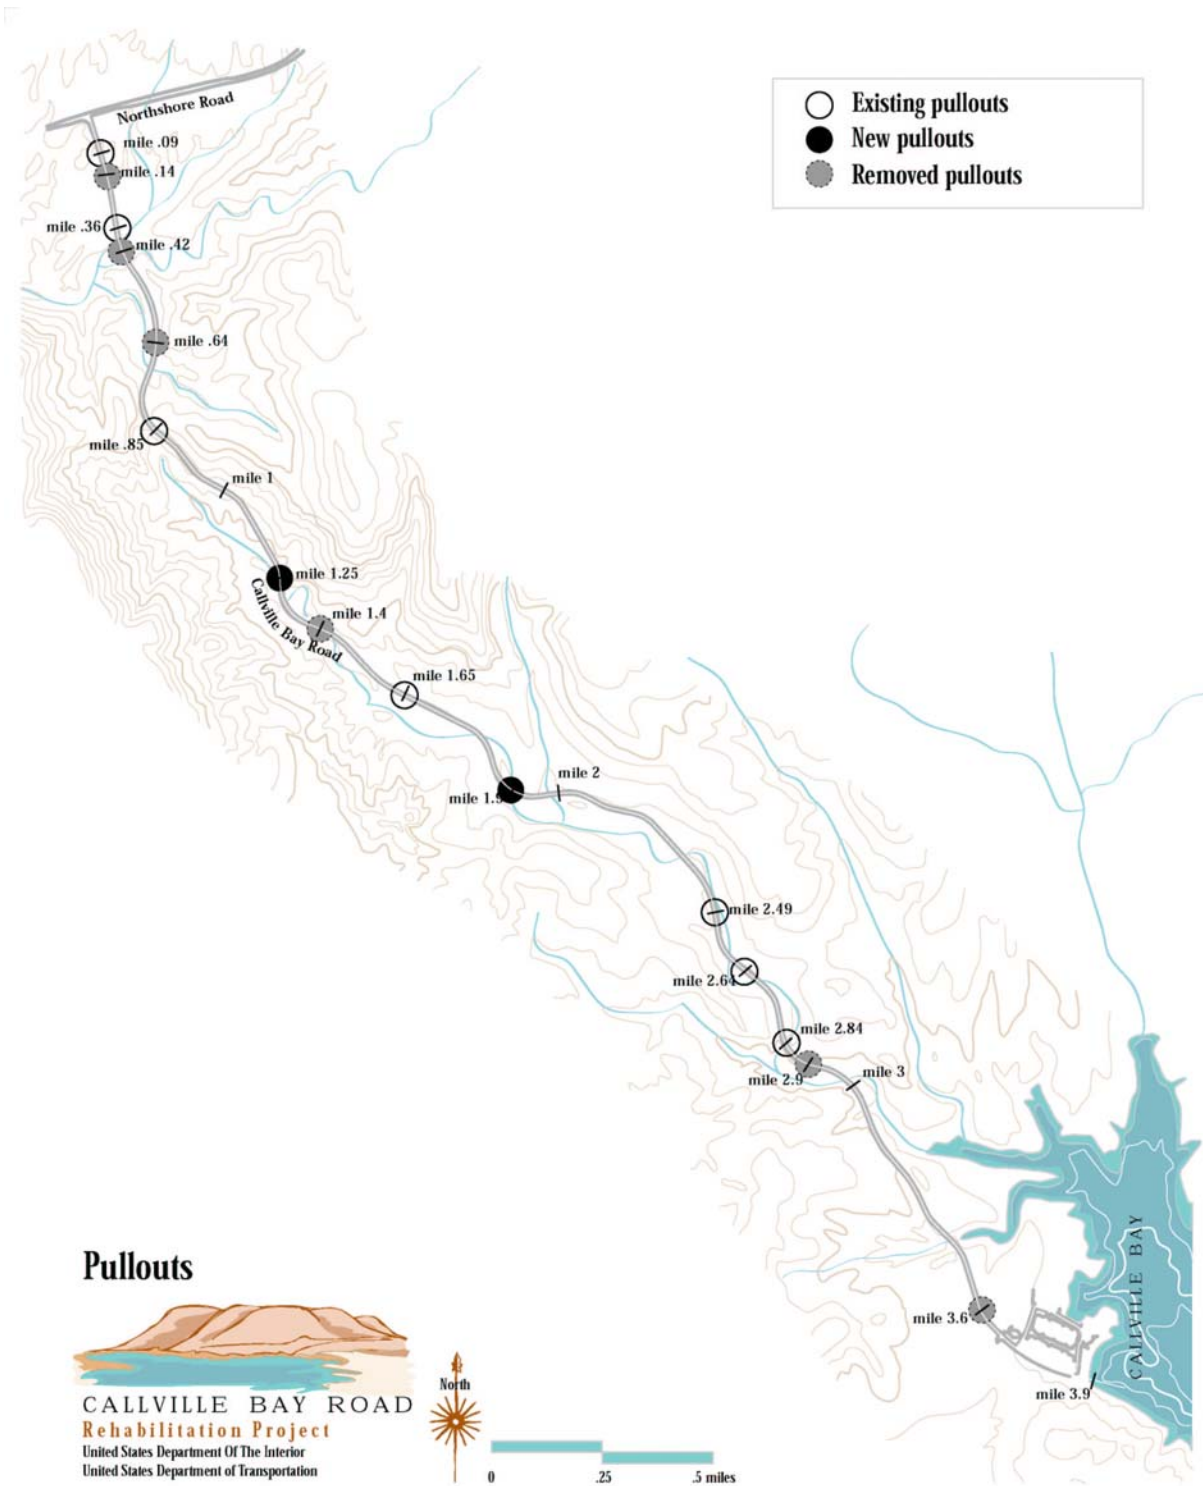 Northshore Road
Existing pullouts
New pullouts
Removed pullouts
mile .09
mile .14
mile .36
mile .42
mile .64
mile .85
mile 1
mile 1.25
mile 1.4
Callville Bay Road
mile 1.65
mile 2
mile 1.9
mile 2.49
mile 2.64
mile 2.84
mile 2.9
mile 3
CALLVILLE BAY
mile 3.6
mile 3.9
Pullouts
CALLVILLE BAY ROAD
Rehabilitation Project
United States Department Of The Interior
United States Department of Transportation
North
0 .25 .5 miles